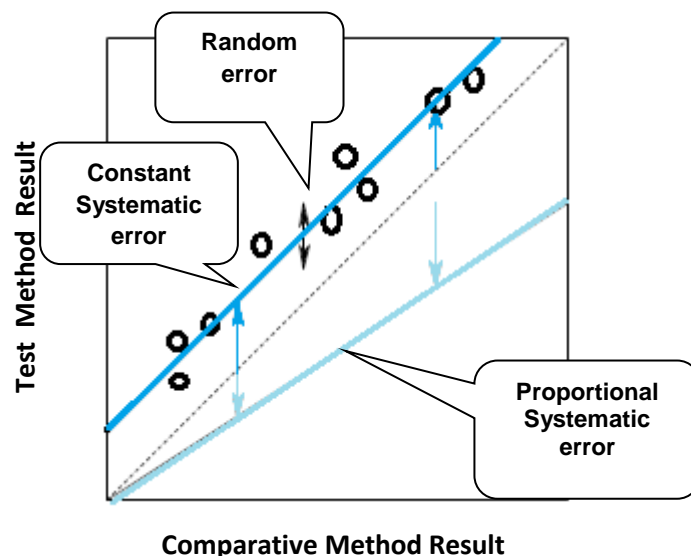 Random
error
Constant
Systematic
error
Test Method Result
Proportional
Systematic
error
Comparative Method Result